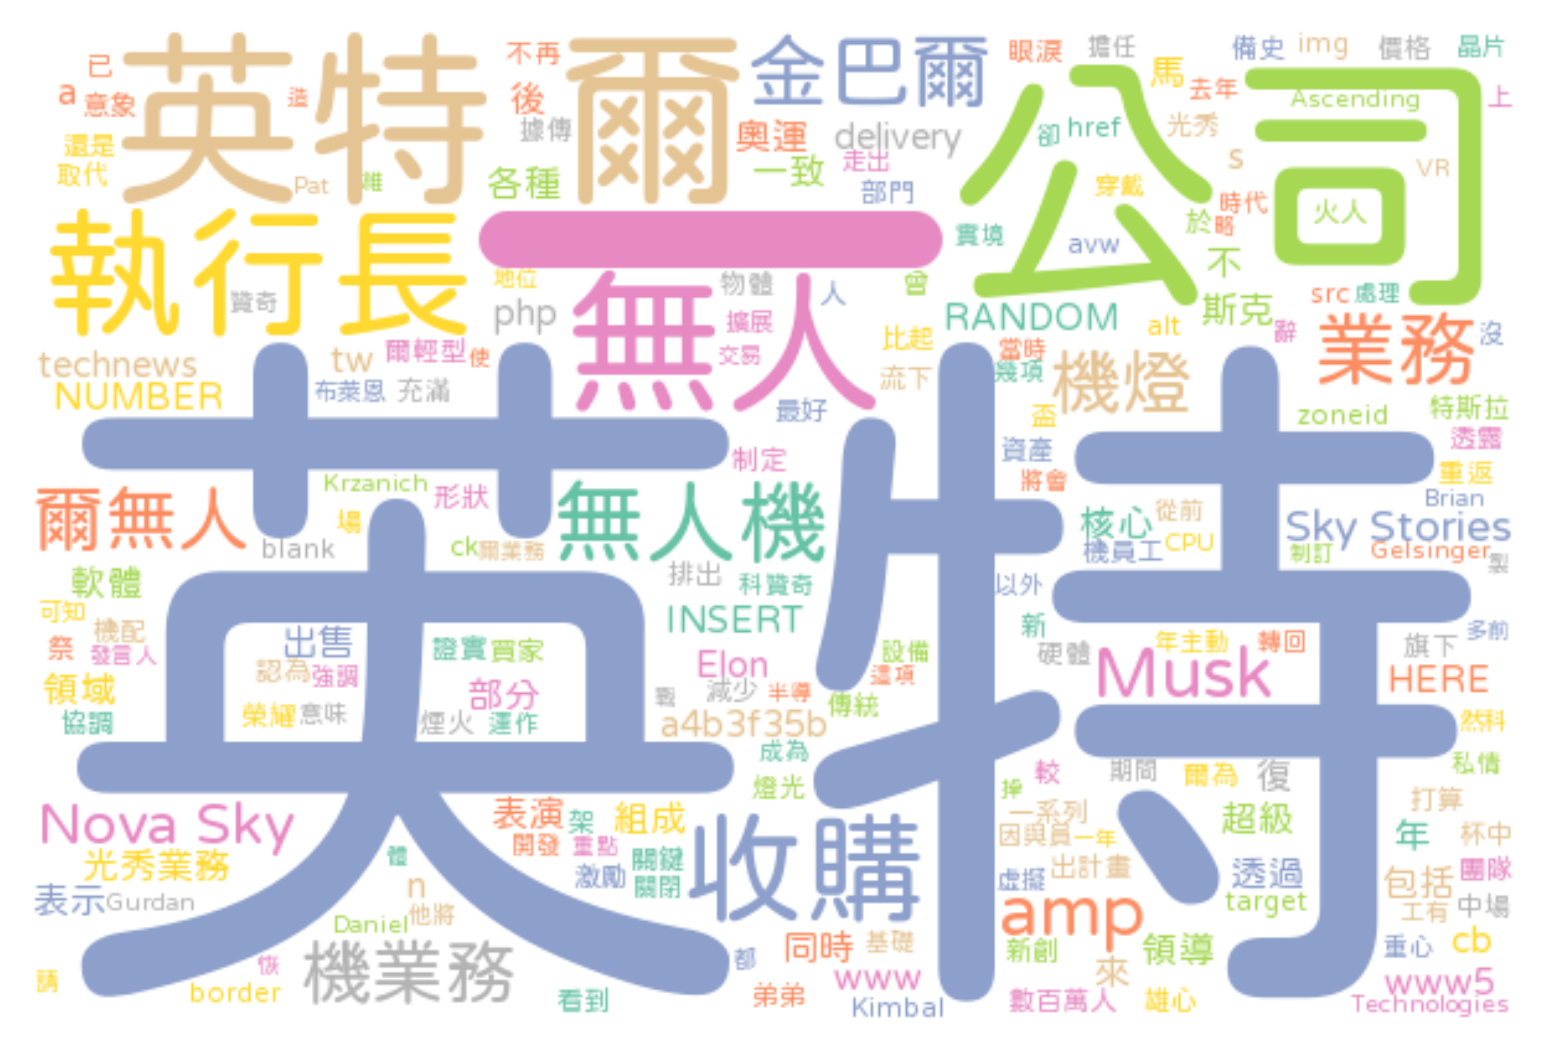 已
a
意象
英特
造
爾
不再
後
據傳
金巴爾
奧運
delivery
眼淚
擔任
馬
去年
備史
img
價格
晶片
公司
Ascending
上
還是
取代
Pat
雜
各種
一致
走出
部門
卻
href
光秀
s
VR
穿戴
時代
於
略
火人
執行長
贊奇
一
地位
php
無人
物體
擴展
交易
人
曾
實境
avw
不
RANDOM
alt
斯克
src
處理
辭
業務
沒
technews
NUMBER
tw
爾輕型
使
布萊恩
充滿
比起
流下
最好
當時
幾項
機燈
盃
zoneid
特斯拉
透露
英特
制定
資產
將會
重返
Brian
爾無人
Krzanich
形狀
場
blank
ck
爾業務
無人機
核心
從前
機員工
CPU
Sky Stories
制訂
Gelsinger
製
軟體
可知
排出
科贊奇
以外
祭
機配
發言人
出售
認為
強調
證實
買家
INSERT
新
硬體
年主動
轉回
旗下
多前
領域
協調
榮耀
意味
部分
煙火
運作
Elon
戰
減少
半導
設備
這項
傳統
a4b3f35b
Musk
HERE
然科
成為
燈光
較
掉
期間
爾為
復
私情
Nova Sky
光秀業務
表示
Gurdan
表演
架
組成
開發
重點
關鍵
關閉
激勵
體
n
他將
Daniel
收購
一系列
因與員
一年
虛擬
出計畫
超級
打算
年
杯中
透過
target
包括
團隊
工有
中場
amp
請
恢
border
機業務
看到
都
同時
基礎
弟弟
www
Kimbal
新創
來
領導
數百萬人
雄心
重心
cb
www5
Technologies